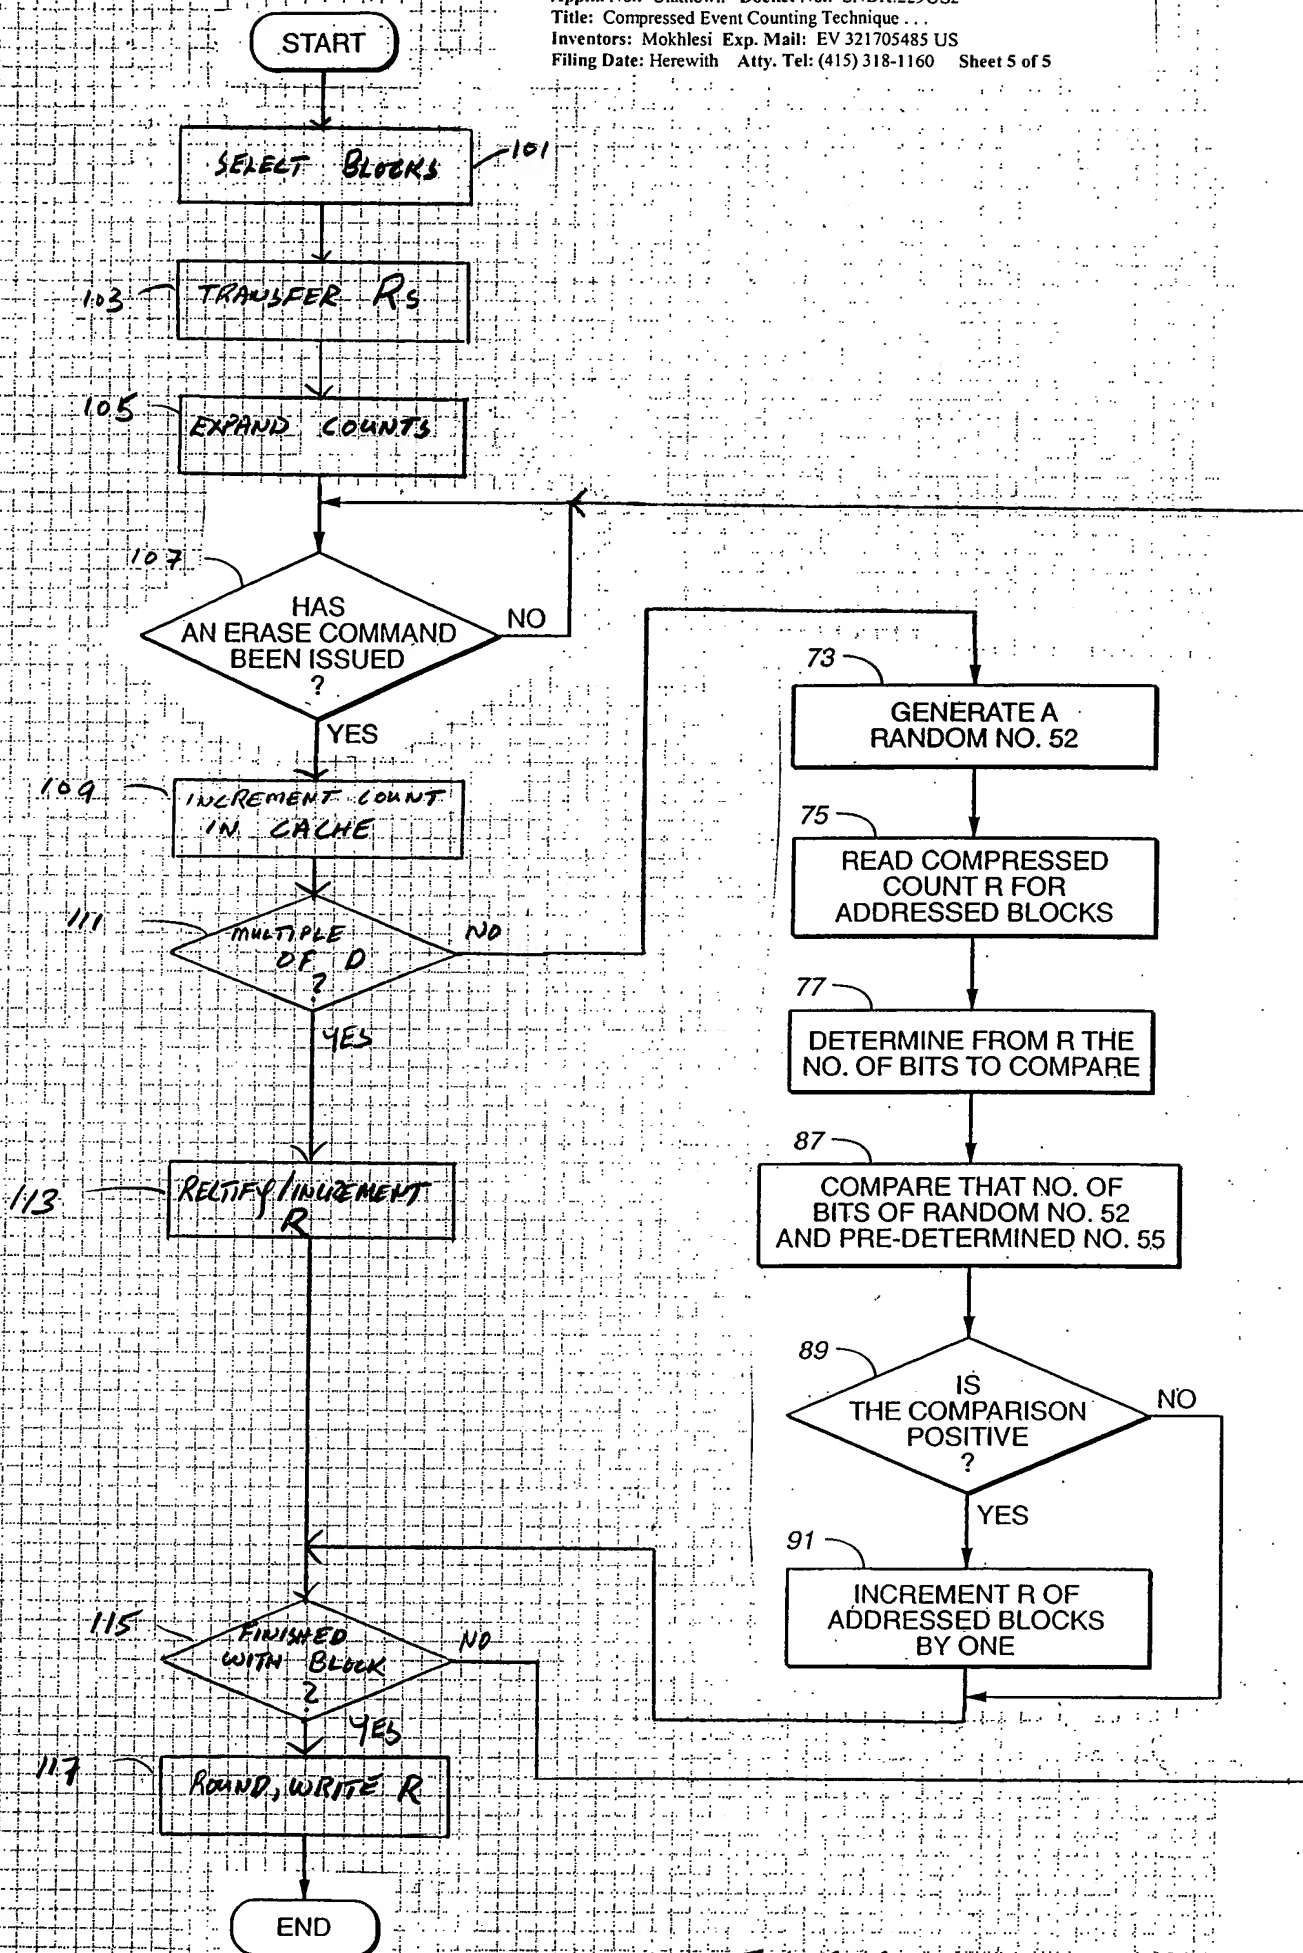 Title: Compressed Event Counting Technique . . .
Inventors: Mokhlesi Exp. Mail: EV 321705485 US
Filing Date: Herewith Atty. Tel: (415) 318-1160 Sheet 5 of 5
START
SELECT BLOCKS
101
103
TRANSFER Rs
105
EXPAND COUNTS
107
HAS
AN ERASE COMMAND
BEEN ISSUED
?
NO
YES
109
INCREMENT COUNT
IN CACHE
111
MULTIPLE
OF D
?
NO
YES
113
RECTIFY/INCREMENT
R
115
FINISHED
WITH BLOCK
?
NO
YES
117
ROUND, WRITE R
END
73
GENERATE A
RANDOM NO. 52
75
READ COMPRESSED
COUNT R FOR
ADDRESSED BLOCKS
77
DETERMINE FROM R THE
NO. OF BITS TO COMPARE
87
COMPARE THAT NO. OF
BITS OF RANDOM NO. 52
AND PRE-DETERMINED NO. 55
89
IS
THE COMPARISON
POSITIVE
?
NO
YES
91
INCREMENT R OF
ADDRESSED BLOCKS
BY ONE